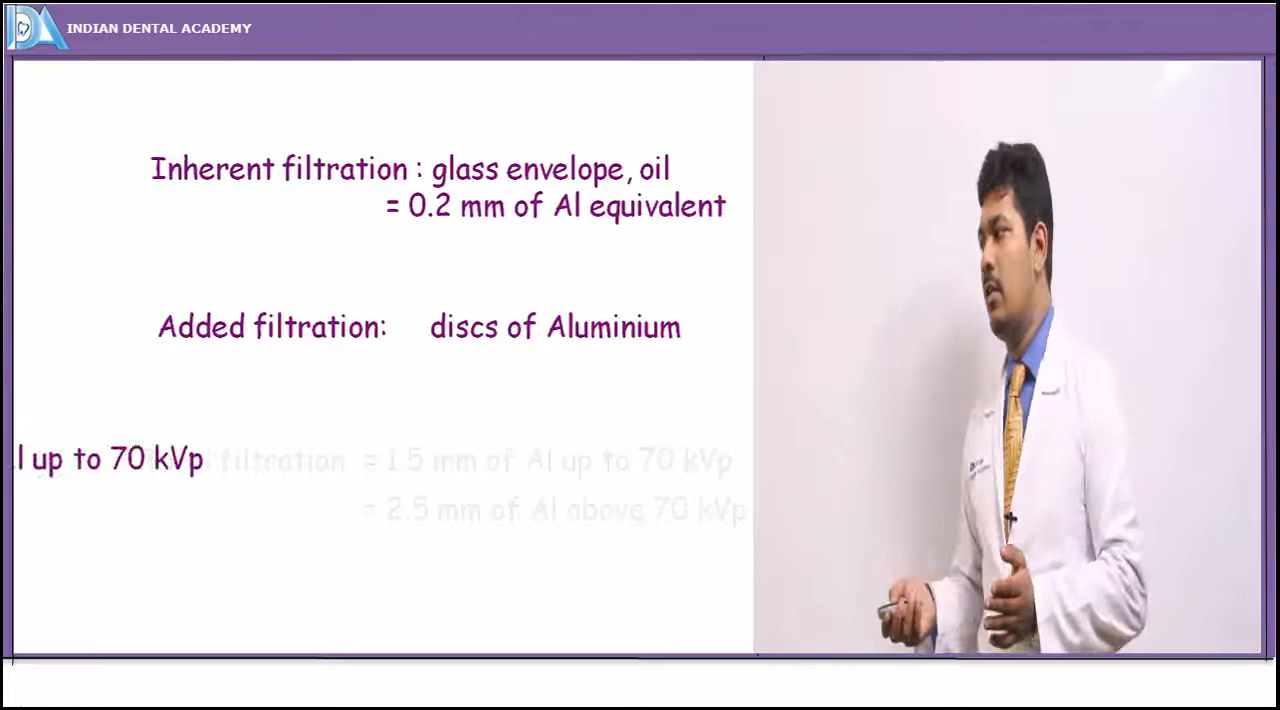 INDIAN DENTAL ACADEMY
Inherent filtration : glass envelope, oil
= 0.2 mm of Al equivalent
Added filtration: discs of Aluminium
l up to 70 kVp filtration = 1.5 mm of Al up to 70 kVp
= 2.5 mm of Al above 70 kVp